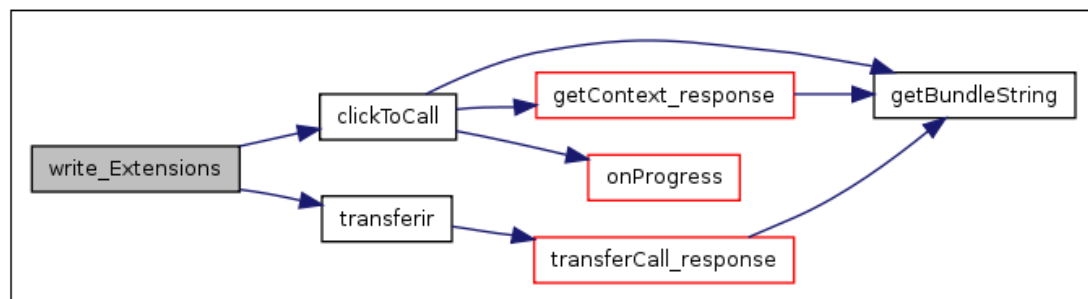 write_Extensions
clickToCall
transferir
getContext_response
onProgress
transferCall_response
getBundleString